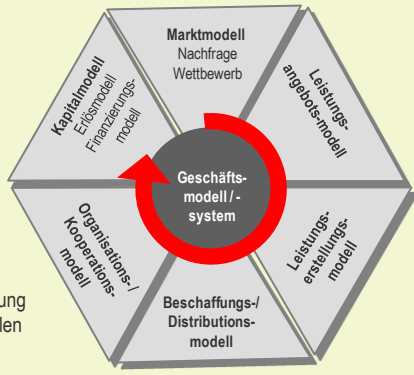 Marktmodell
Nachfrage
Wettbewerb
Leistungs-
angebots-modell
Leistungs-
erstellungs-
modell
Beschaffungs-/
Distributions-
modell
Organisations- /
Kooperations-
modell
Kapitalmodell
Erlösmodell
Finanzierungs-
modell
Geschäfts-
modell / -
system
ung
den